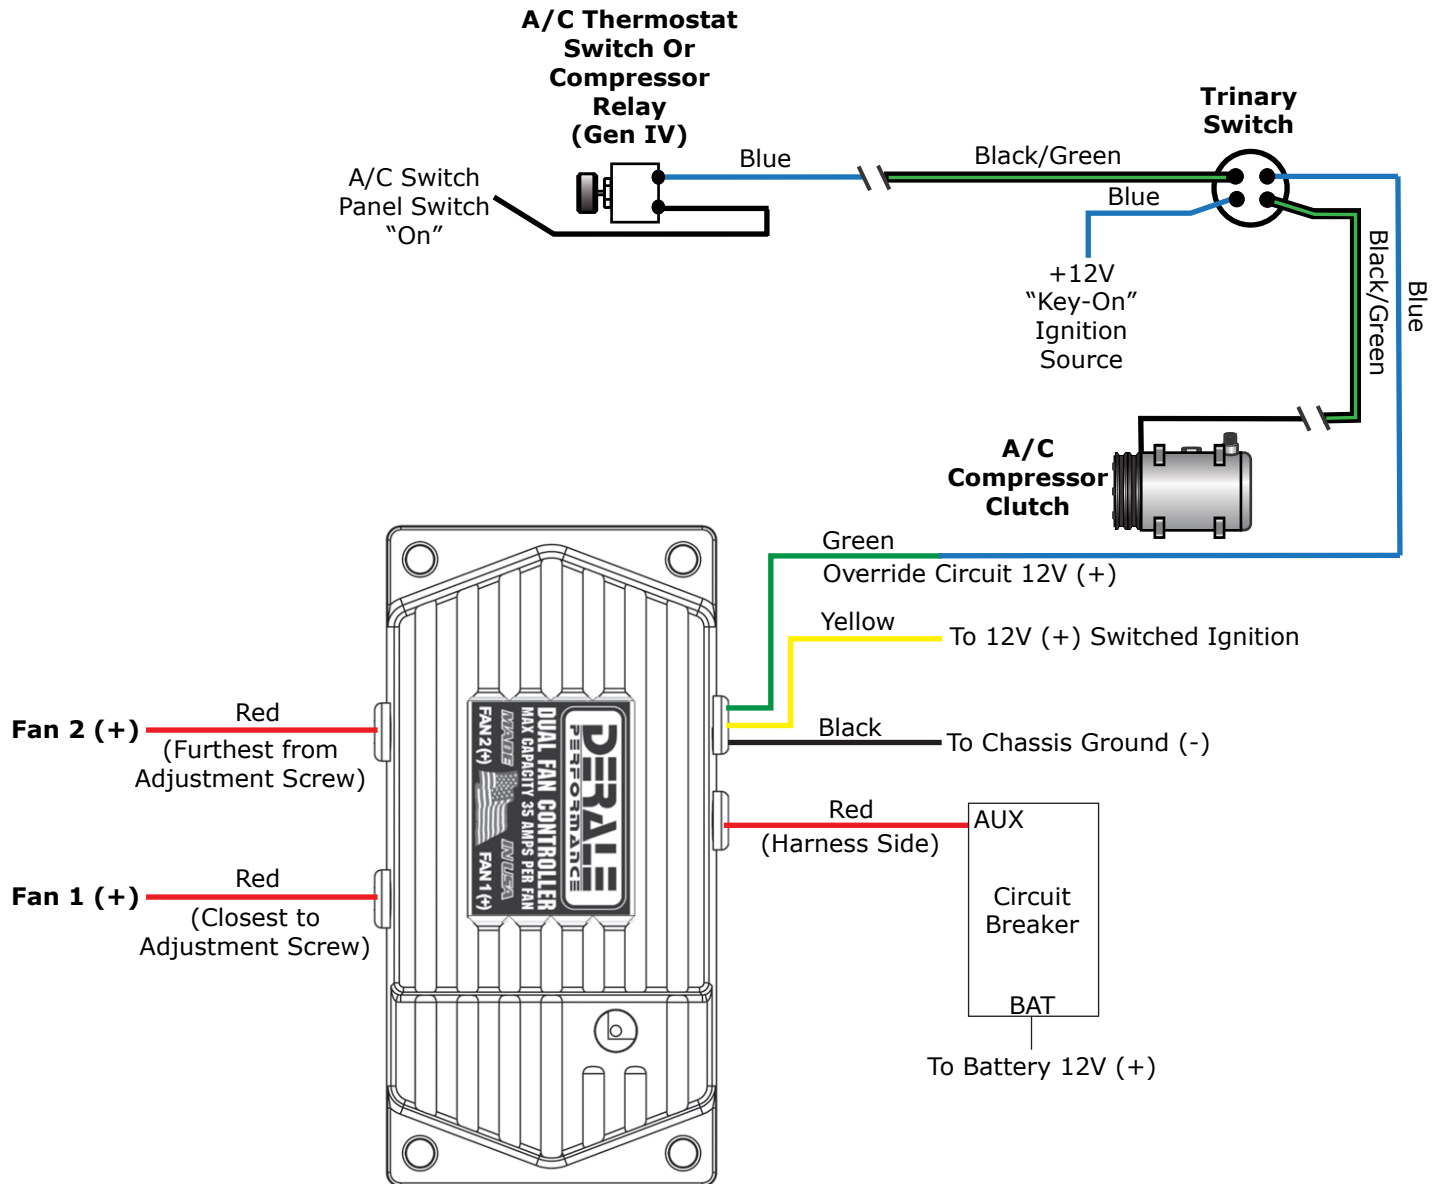 A/C Thermostat
Switch Or
Compressor
Relay
(Gen IV)
A/C Switch
Panel Switch
“On”
Blue
Black/Green
Trinary
Switch
Blue
+12V
“Key-On”
Ignition
Source
Black/Green
Blue
A/C
Compressor
Clutch
Green
Override Circuit 12V (+)
Yellow
To 12V (+) Switched Ignition
Black
To Chassis Ground (-)
Red
(Harness Side)
AUX
Circuit
Breaker
BAT
To Battery 12V (+)
Fan 2 (+)
Red
(Furthest from
Adjustment Screw)
Fan 1 (+)
Red
(Closest to
Adjustment Screw)
DERALE
PERFORMANCE
DUAL FAN CONTROLLER
MAX CAPACITY 35 AMPS PER FAN
MADE IN USA
FAN 2 (+) FAN 1 (+)